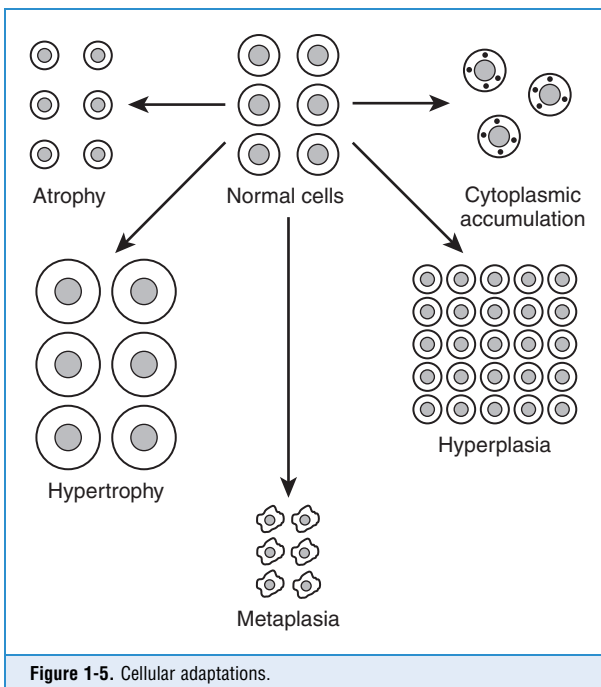 Atrophy
Normal cells
Cytoplasmic
accumulation
Hypertrophy
Hyperplasia
Metaplasia
Figure 1-5. Cellular adaptations.